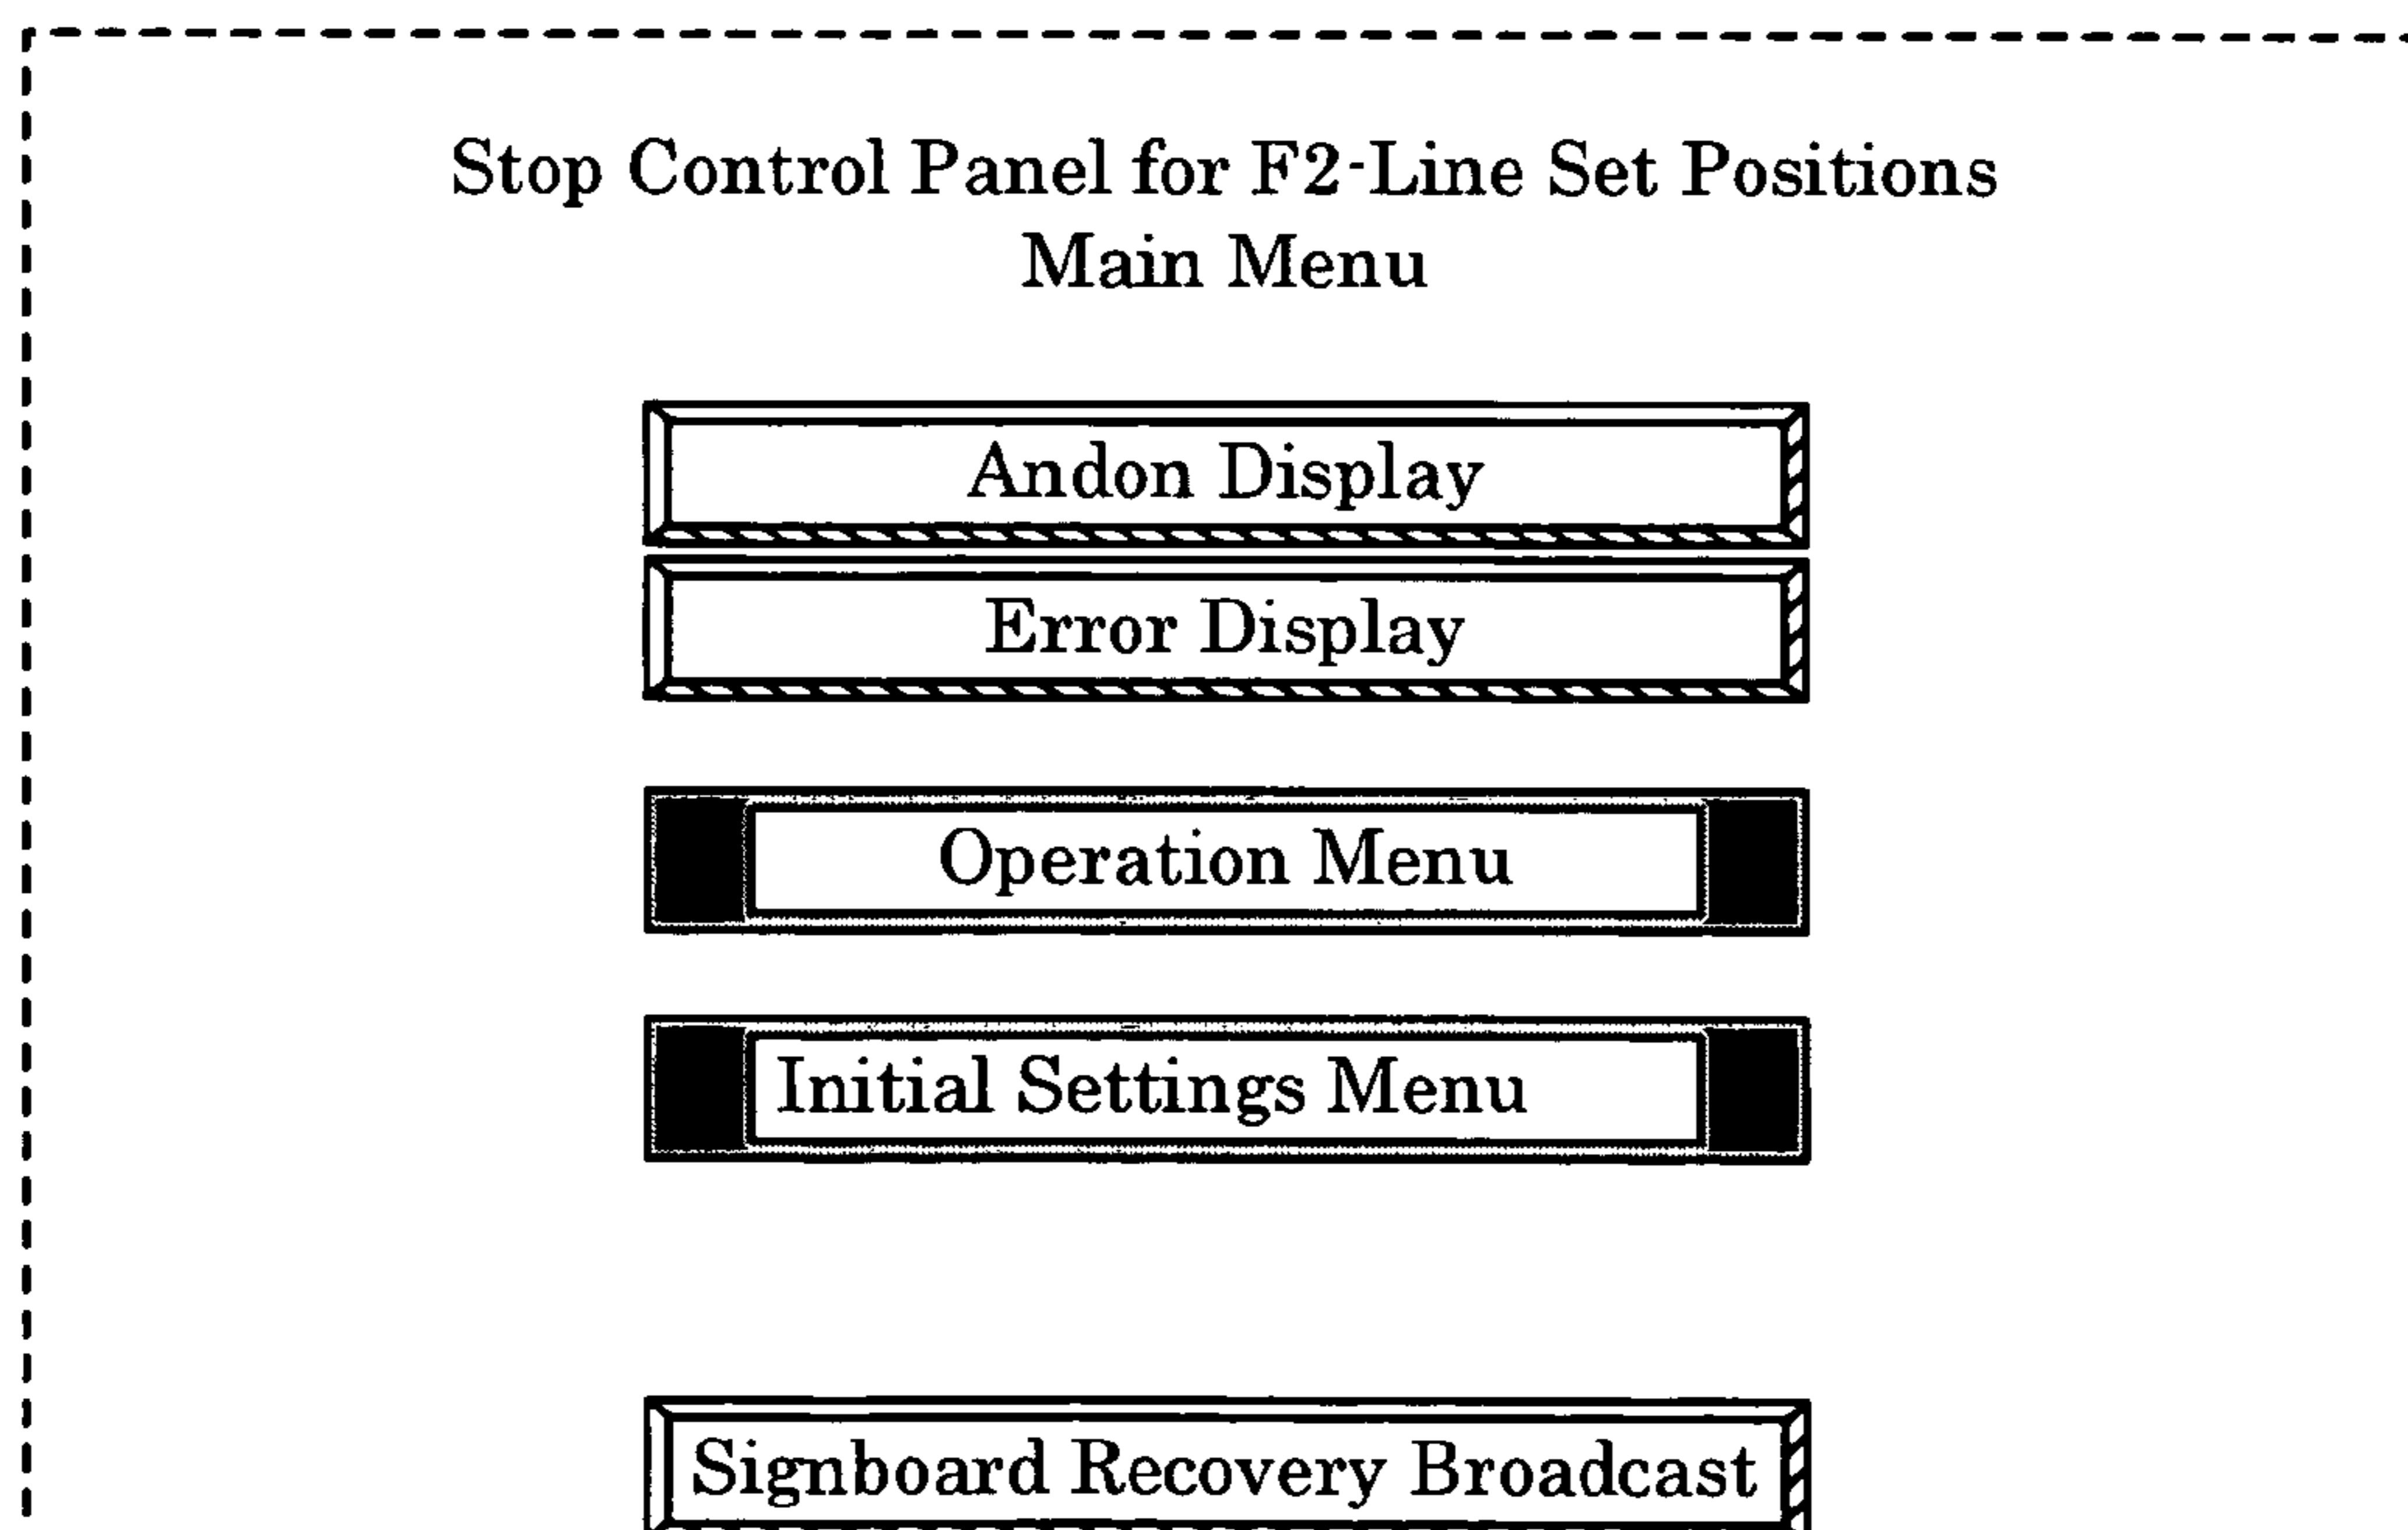 Stop Control Panel for F2-Line Set Positions
Main Menu
Andon Display
Error Display
Operation Menu
Initial Settings Menu
Signboard Recovery Broadcast